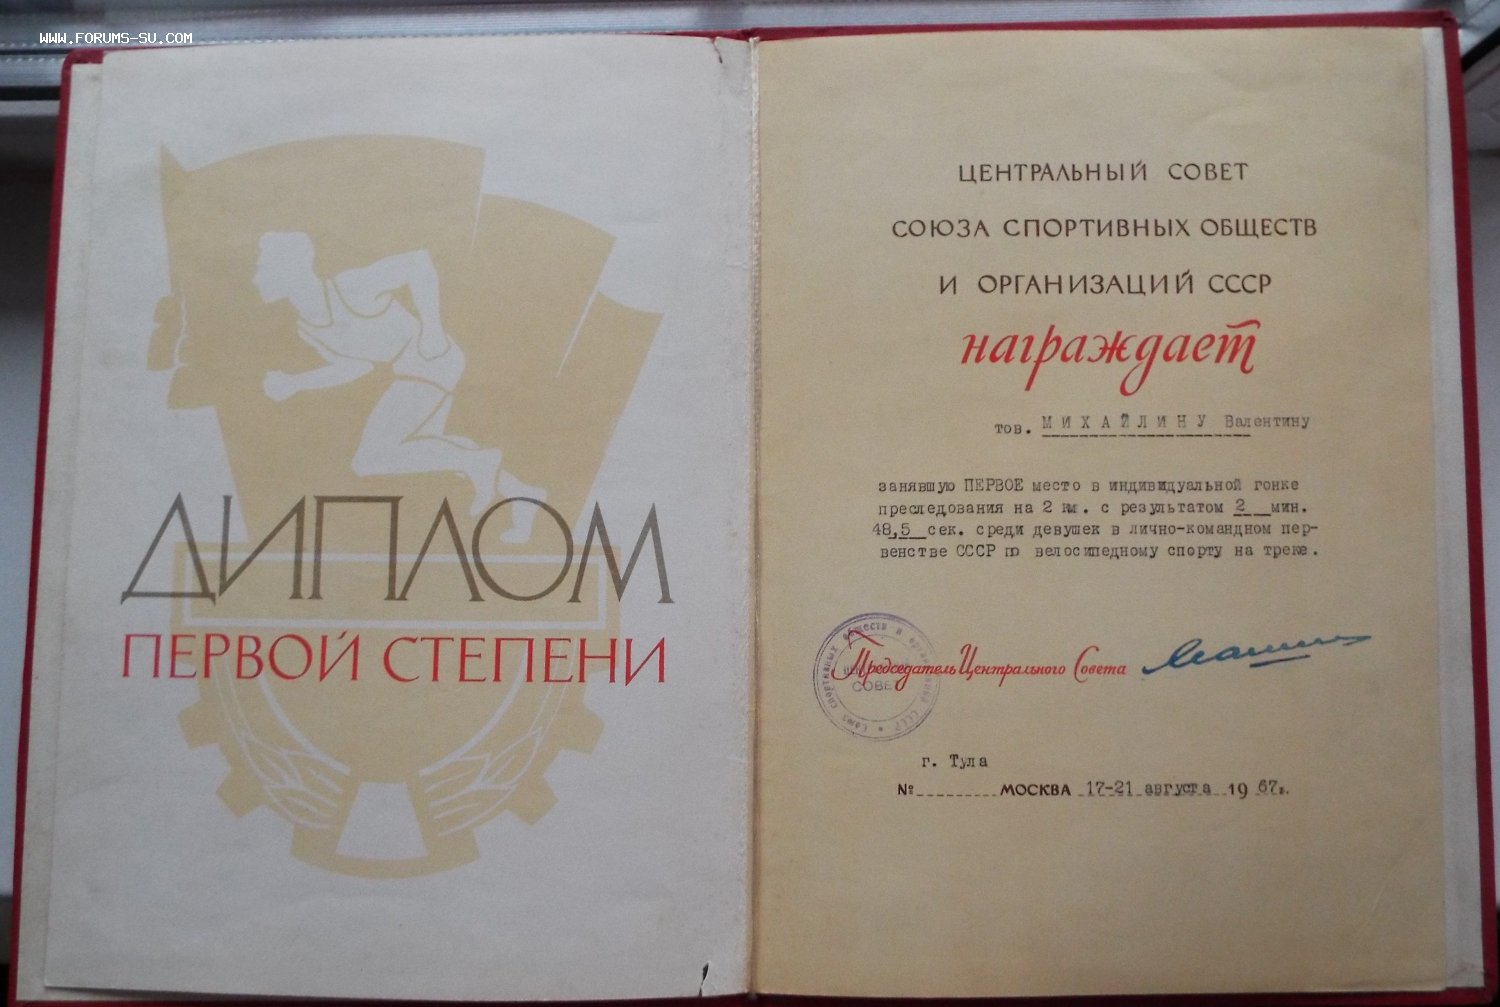 WWW.FORUMS-SU.COM
ДИПЛОМ
ПЕРВОЙ СТЕПЕНИ
ЦЕНТРАЛЬНЫЙ СОВЕТ
СОЮЗА СПОРТИВНЫХ ОБЩЕСТВ
И ОРГАНИЗАЦИЙ СССР
награждает
тов. МИХАЙЛИНУ Валентину
занявшую ПЕРВОЕ место в индивидуальной гонке
преследования на 2 км. с результатом 2 мин.
48,5 сек. среди девушек в лично-командном пер-
венстве СССР по велосипедному спорту на треке.
Председатель Центрального Совета
г. Тула
№ МОСКВА 17-21 августа 1967г.